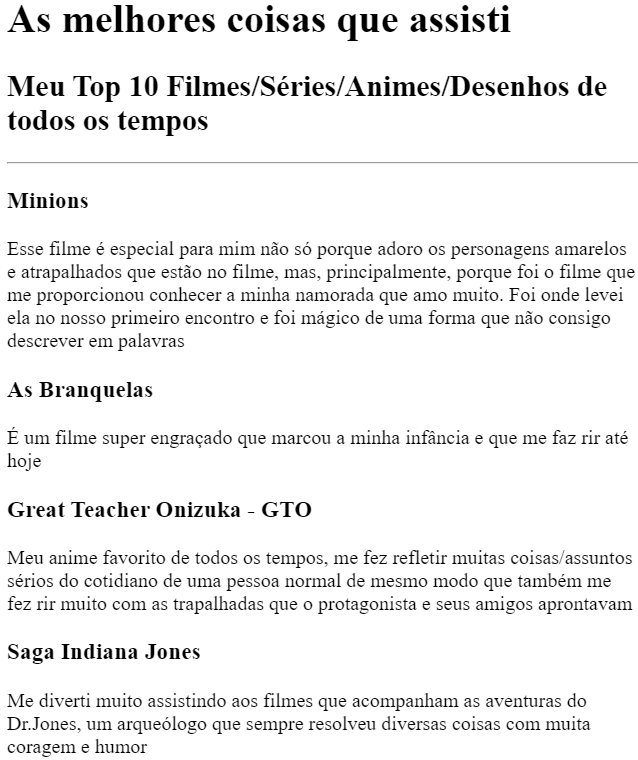 As melhores coisas que assisti
Meu Top 10 Filmes/Séries/Animes/Desenhos de
todos os tempos
Minions
Esse filme é especial para mim não só porque adoro os personagens amarelos
e atrapalhados que estão no filme, mas, principalmente, porque foi o filme que
me proporcionou conhecer a minha namorada que amo muito. Foi onde levei
ela no nosso primeiro encontro e foi mágico de uma forma que não consigo
descrever em palavras
As Branquelas
É um filme super engraçado que marcou a minha infância e que me faz rir até
hoje
Great Teacher Onizuka - GTO
Meu anime favorito de todos os tempos, me fez refletir muitas coisas/assuntos
sérios do cotidiano de uma pessoa normal de mesmo modo que também me
fez rir muito com as trapalhadas que o protagonista e seus amigos aprontavam
Saga Indiana Jones
Me diverti muito assistindo aos filmes que acompanham as aventuras do
Dr.Jones, um arqueólogo que sempre resolveu diversas coisas com muita
coragem e humor